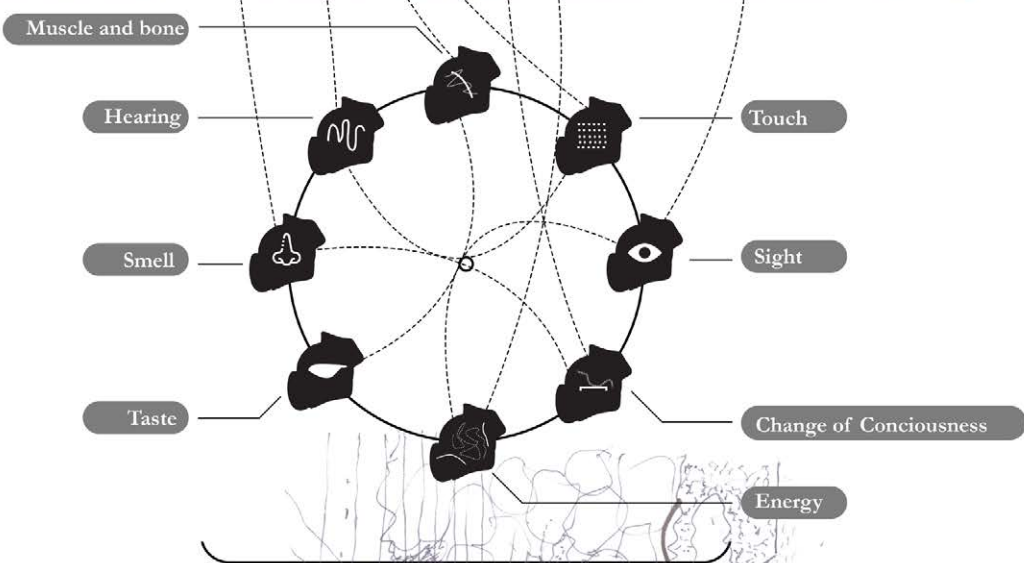 Muscle and bone
Hearing
Touch
Smell
Sight
Taste
Change of Conciousness
Energy